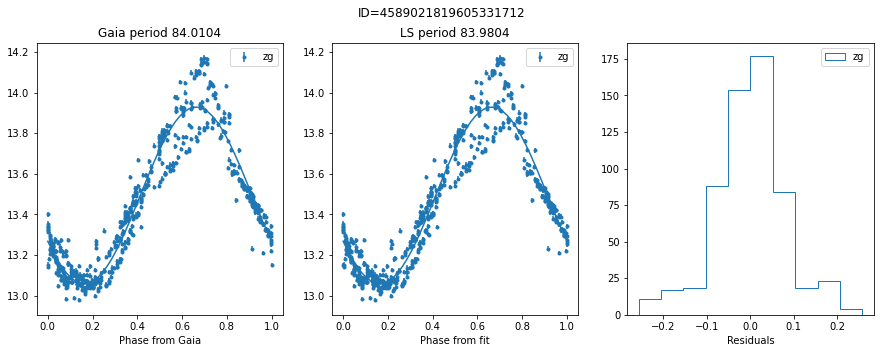 ID=4589021819605331712
Gaia period 84.0104
LS period 83.9804
zg
zg
zg
14.2
14.0
13.8
13.6
13.4
13.2
13.0
0.0 0.2 0.4 0.6 0.8 1.0
Phase from Gaia
14.2
14.0
13.8
13.6
13.4
13.2
13.0
0.0 0.2 0.4 0.6 0.8 1.0
Phase from fit
175
150
125
100
75
50
25
0
−0.2 −0.1 0.0 0.1 0.2
Residuals